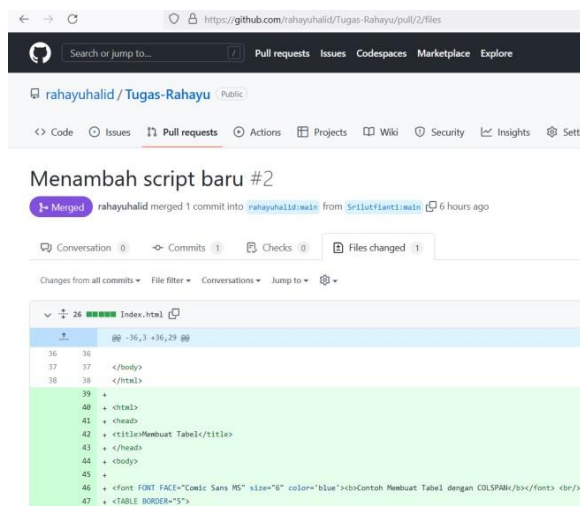 https://github.com/rahayuhalid/Tugas-Rahayu/pull/2/files
Search or jump to... / Pull requests Issues Codespaces Marketplace Explore
rahayuhalid / Tugas-Rahayu Public
<> Code Issues Pull requests Actions Projects Wiki Security Insights Sett
Menambah script baru #2
Merged rahayuhalid merged 1 commit into rahayuhalid:main from Srilutfianti:main 6 hours ago
Conversation 0 Commits 1 Checks 0 Files changed 1
Changes from all commits File filter Conversations Jump to
26 Index.html
@@ -36,3 +36,29 @@
36 36
37 37 </body>
38 38 </html>
39 +
40 + <html>
41 + <head>
42 + <title>Membuat Tabel</title>
43 + </head>
44 + <body>
45 +
46 + <font FONT FACE="Comic Sans MS" size="6" color='blue'><b>Contoh Membuat Tabel dengan COLSPAN</b></font> <br/>
47 + <TABLE BORDER="5">